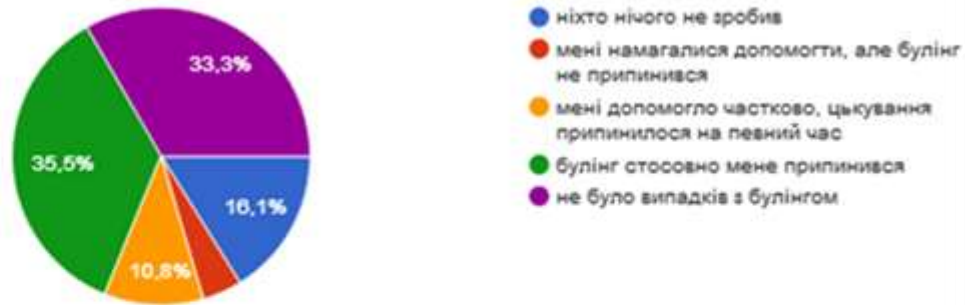 33,3%
35,5%
16,1%
10,8%
ніхто нічого не зробив
мені намагалися допомогти, але булінг
не припинився
мені допомогло частково, цькування
припинилося на певний час
булінг стосовно мене припинився
не було випадків з булінгом